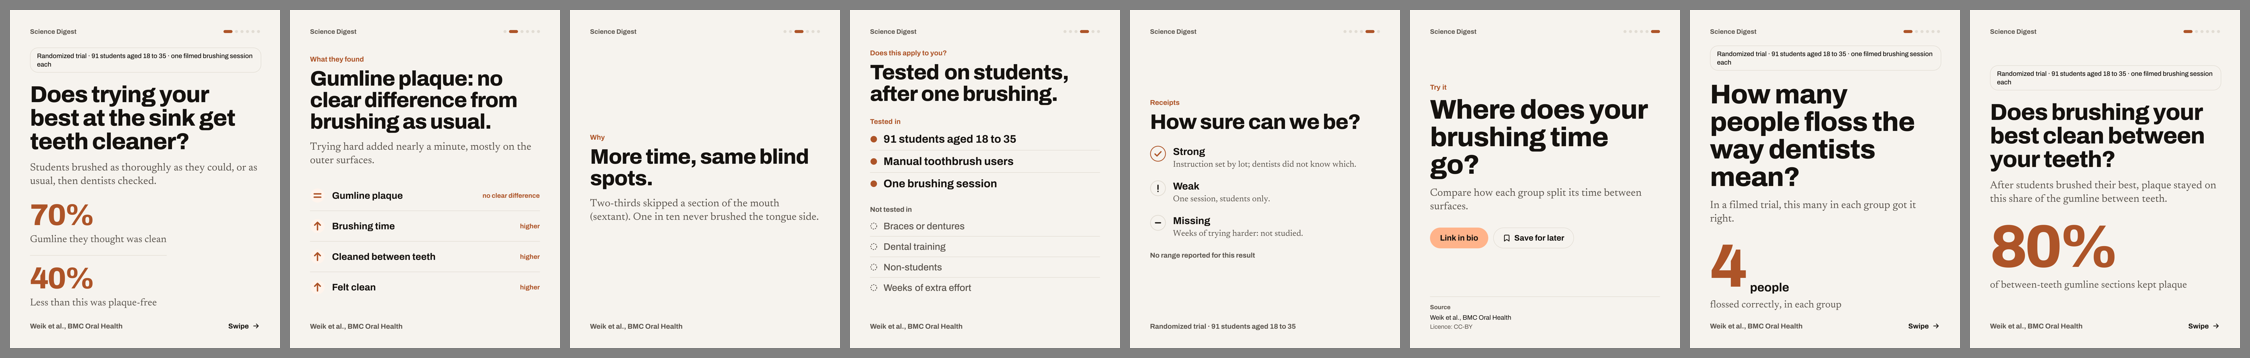 Science Digest
Randomized trial · 91 students aged 18 to 35 · one filmed brushing session
each
Does trying your
best at the sink get
teeth cleaner?
Students brushed as thoroughly as they could, or as
usual, then dentists checked.
70%
Gumline they thought was clean
40%
Less than this was plaque-free
Weik et al., BMC Oral Health
Swipe →
What they found
Gumline plaque: no
clear difference from
brushing as usual.
Trying hard added nearly a minute, mostly on the
outer surfaces.
Gumline plaque no clear difference
Brushing time higher
Cleaned between teeth higher
Felt clean higher
Weik et al., BMC Oral Health
Science Digest
Why
More time, same blind
spots.
Two-thirds skipped a section of the mouth
(sextant). One in ten never brushed the tongue side.
Weik et al., BMC Oral Health
Science Digest
Does this apply to you?
Tested on students,
after one brushing.
Tested in
91 students aged 18 to 35
Manual toothbrush users
One brushing session
Not tested in
Braces or dentures
Dental training
Non-students
Weeks of extra effort
Weik et al., BMC Oral Health
Science Digest
Receipts
How sure can we be?
Strong
Instruction set by lot; dentists did not know which.
Weak
One session, students only.
Missing
Weeks of trying harder: not studied.
No range reported for this result
Randomized trial · 91 students aged 18 to 35
Science Digest
Try it
Where does your
brushing time
go?
Compare how each group split its time between
surfaces.
Link in bio
Save for later
Source
Weik et al., BMC Oral Health
Licence: CC-BY
Science Digest
Randomized trial · 91 students aged 18 to 35 · one filmed brushing session
each
How many
people floss the
way dentists
mean?
In a filmed trial, this many in each group got it
right.
4 people
flossed correctly, in each group
Weik et al., BMC Oral Health
Swipe →
Science Digest
Randomized trial · 91 students aged 18 to 35 · one filmed brushing session
each
Does brushing your
best clean between
your teeth?
After students brushed their best, plaque stayed on
this share of the gumline between teeth.
80%
of between-teeth gumline sections kept plaque
Weik et al., BMC Oral Health
Swipe →